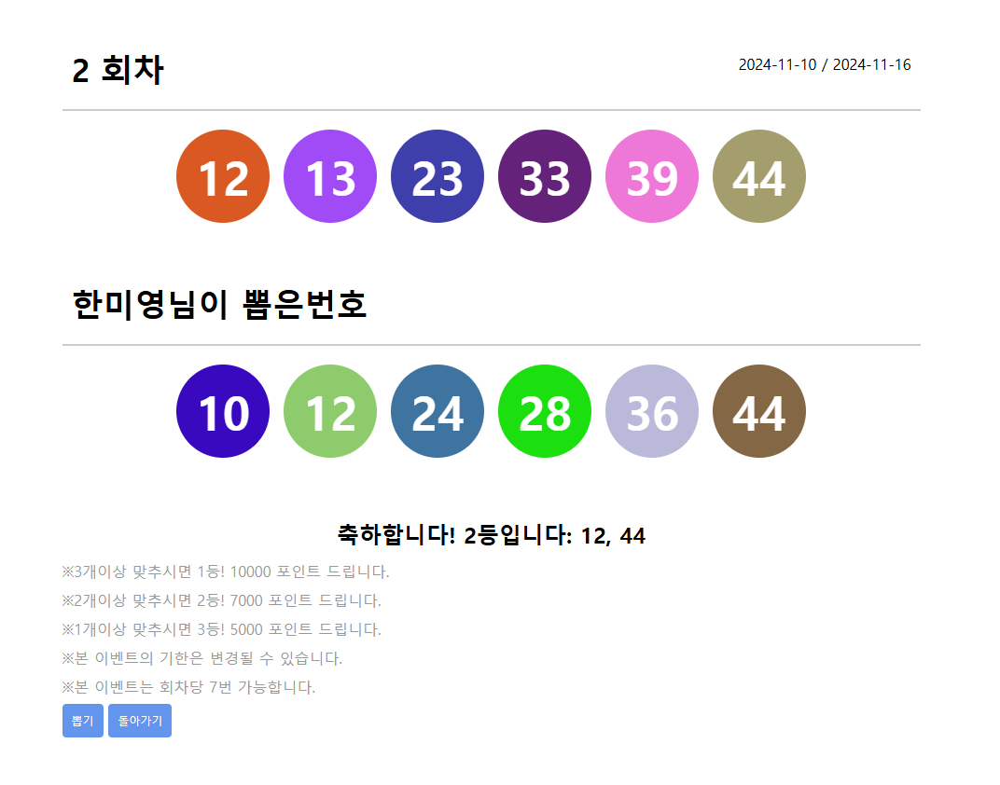 2 회차
2024-11-10 / 2024-11-16
12 13 23 33 39 44
한미영님이 뽑은번호
10 12 24 28 36 44
축하합니다! 2등입니다: 12, 44
※3개이상 맞추시면 1등! 10000 포인트 드립니다.
※2개이상 맞추시면 2등! 7000 포인트 드립니다.
※1개이상 맞추시면 3등! 5000 포인트 드립니다.
※본 이벤트의 기한은 변경될 수 있습니다.
※본 이벤트는 회차당 7번 가능합니다.
뽑기 돌아가기